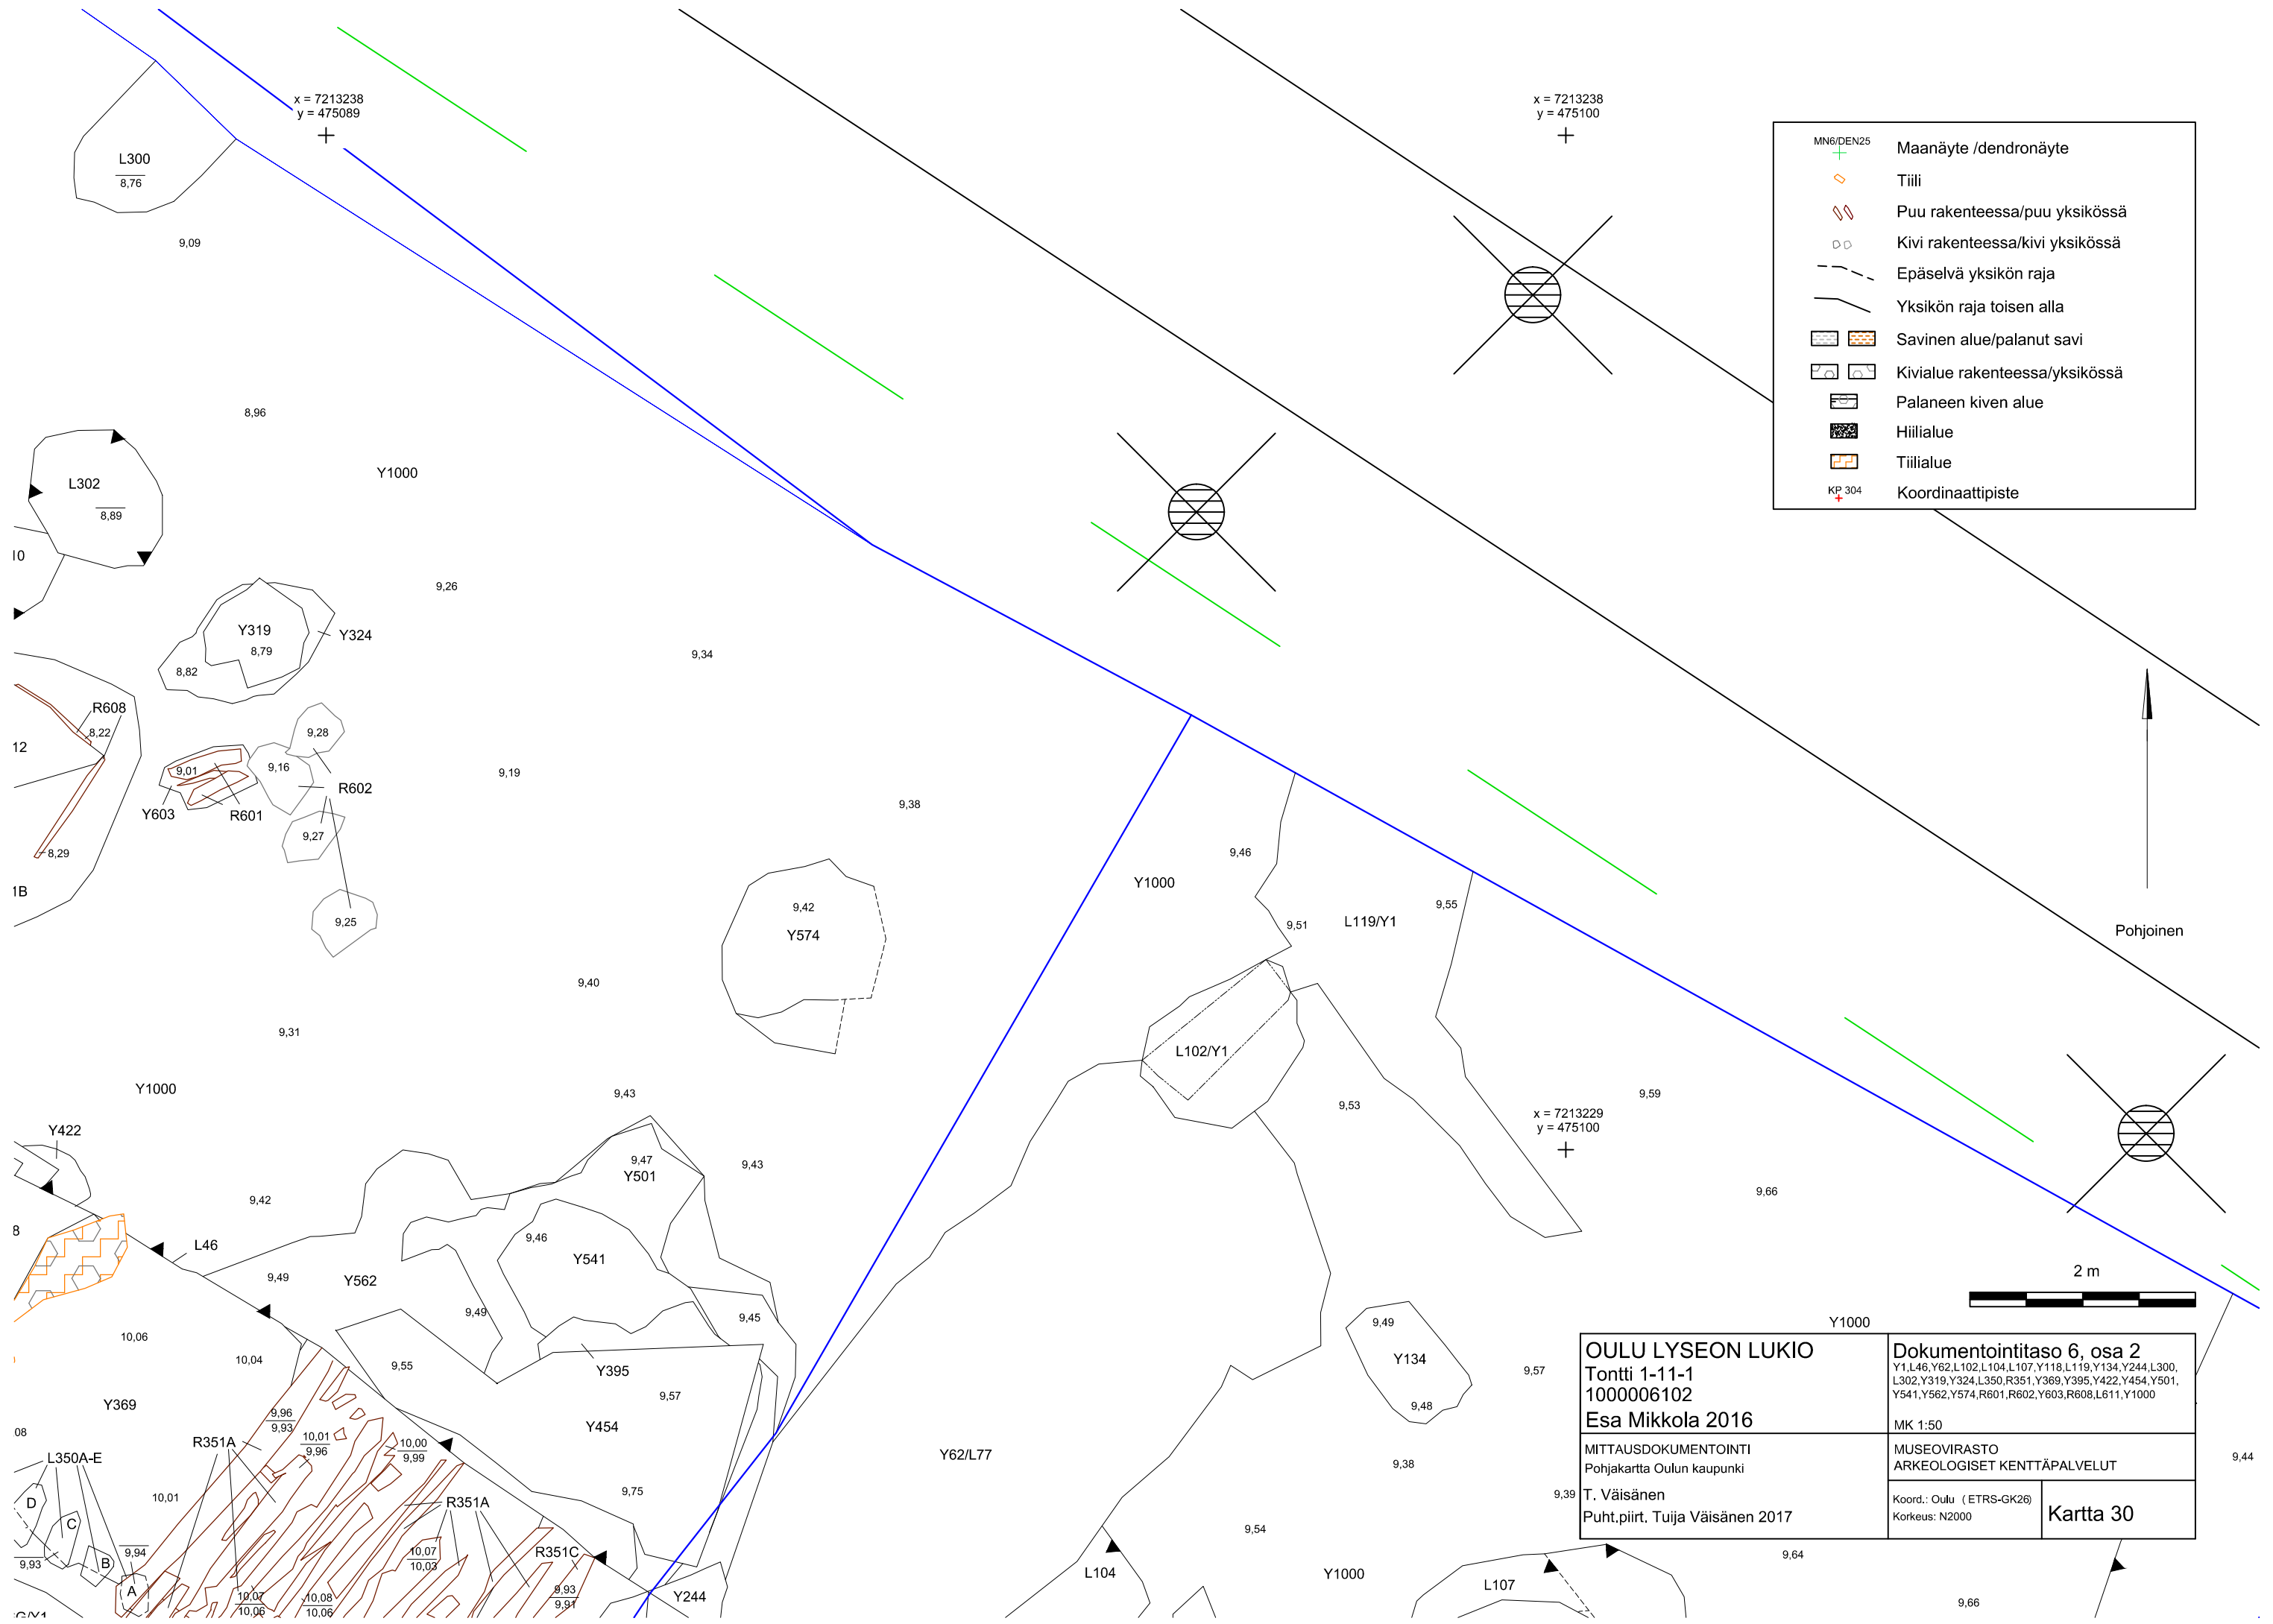 x = 7213238
y = 475089
x = 7213238
y = 475100
L300
8,76
9,09
8,96
Y1000
L302
8,89
10
9,26
Y319
8,79
Y324
8,82
9,34
R608
8,22
12
9,28
9,16
9,01
R602
9,19
Y603
R601
9,27
9,38
8,29
1B
9,25
9,42
Y574
9,40
9,31
Y1000
9,43
Y422
9,42
9,47
Y501
9,43
8
L46
9,46
Y541
9,49
Y562
9,49
9,45
10,06
10,04
9,55
Y395
9,57
Y369
9,96
9,93
Y454
08
R351A
10,01
9,96
10,00
9,99
L350A-E
10,01
9,75
D
C
R351A
9,93
B
9,94
A
10,07
10,03
R351C
10,07
10,06
10,08
10,06
9,93
9,91
Y244
G/Y1
9,46
Y1000
9,51
L119/Y1
9,55
L102/Y1
9,53
x = 7213229
y = 475100
9,59
9,66
9,49
Y134
9,48
9,57
Y62/L77
9,38
9,39
9,54
L104
Y1000
L107
9,64
9,66
9,44
Y1000
MN6/DEN25
Maanäyte /dendronäyte
Tiili
Puu rakenteessa/puu yksikössä
Kivi rakenteessa/kivi yksikössä
Epäselvä yksikön raja
Yksikön raja toisen alla
Savinen alue/palanut savi
Kivialue rakenteessa/yksikössä
Palaneen kiven alue
Hiilialue
Tiilialue
KP 304
Koordinaattipiste
Pohjoinen
2 m
OULU LYSEON LUKIO
Tontti 1-11-1
1000006102
Esa Mikkola 2016
Dokumentointitaso 6, osa 2
Y1,L46,Y62,L102,L104,L107,Y118,L119,Y134,Y244,L300,
L302,Y319,Y324,L350,R351,Y369,Y395,Y422,Y454,Y501,
Y541,Y562,Y574,R601,R602,Y603,R608,L611,Y1000
MK 1:50
MITTAUSDOKUMENTOINTI
Pohjakartta Oulun kaupunki
T. Väisänen
Puht.piirt. Tuija Väisänen 2017
MUSEOVIRASTO
ARKEOLOGISET KENTTÄPALVELUT
Koord.: Oulu (ETRS-GK26)
Korkeus: N2000
Kartta 30